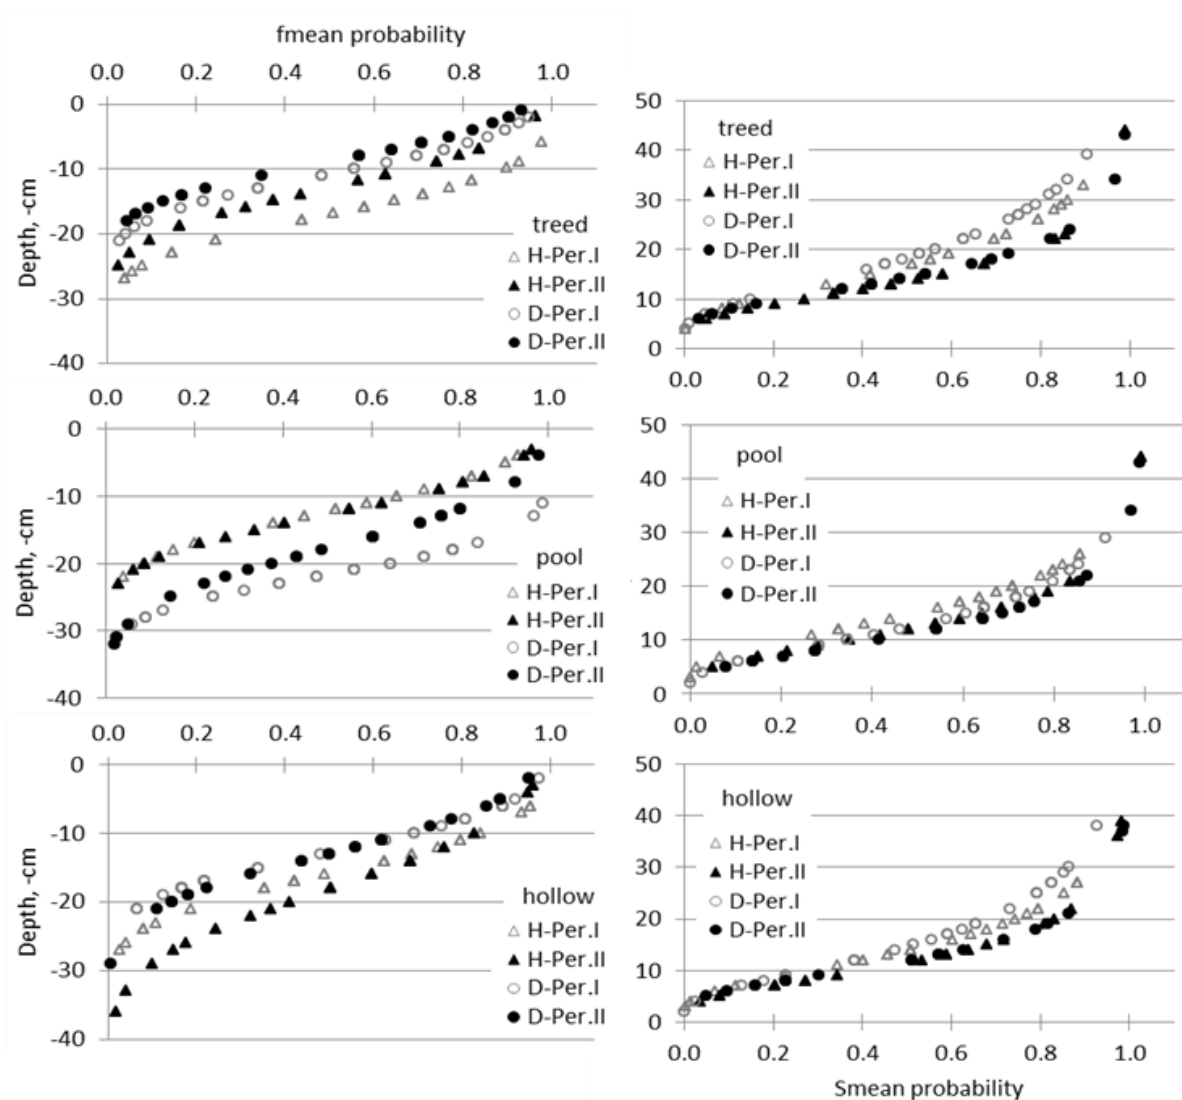 fmean probability
0.0 0.2 0.4 0.6 0.8 1.0
0
-10
-20
-30
-40
Depth, -cm
treed
H-Per.I
H-Per.II
D-Per.I
D-Per.II
50
40
30
20
10
0
treed
H-Per.I
H-Per.II
D-Per.I
D-Per.II
0.0 0.2 0.4 0.6 0.8 1.0
0.0 0.2 0.4 0.6 0.8 1.0
0
-10
-20
-30
-40
Depth, -cm
pool
H-Per.I
H-Per.II
D-Per.I
D-Per.II
50
40
30
20
10
0
pool
H-Per.I
H-Per.II
D-Per.I
D-Per.II
0.0 0.2 0.4 0.6 0.8 1.0
0.0 0.2 0.4 0.6 0.8 1.0
0
-10
-20
-30
-40
Depth, -cm
hollow
H-Per.I
H-Per.II
D-Per.I
D-Per.II
50
40
30
20
10
0
hollow
H-Per.I
H-Per.II
D-Per.I
D-Per.II
0.0 0.2 0.4 0.6 0.8 1.0
Smean probability